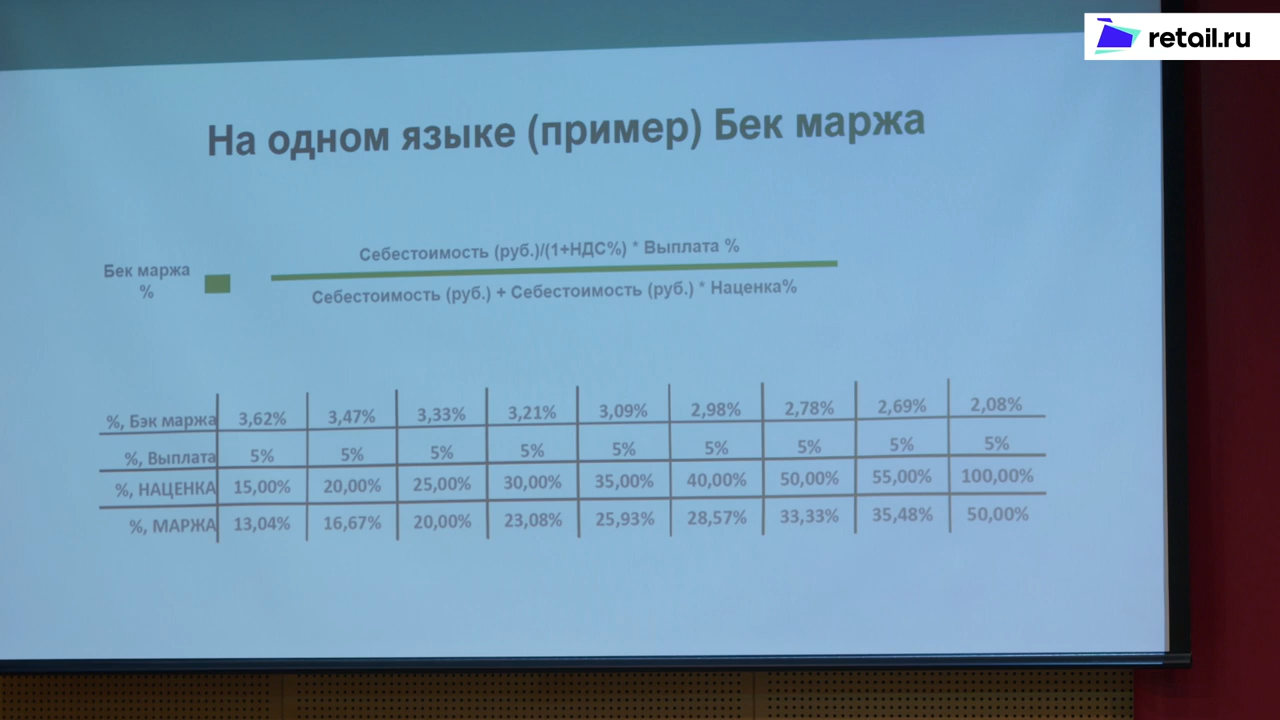 retail.ru
На одном языке (пример) Бек маржа
Бек маржа
%
Себестоимость (руб.)/(1+НДС%) * Выплата %
Себестоимость (руб.) + Себестоимость (руб.) * Наценка%
%, Бэк маржа 3,62% 3,47% 3,33% 3,21% 3,09% 2,98% 2,78% 2,69% 2,08%
%, Выплата 5% 5% 5% 5% 5% 5% 5% 5% 5%
%, НАЦЕНКА 15,00% 20,00% 25,00% 30,00% 35,00% 40,00% 50,00% 55,00% 100,00%
%, МАРЖА 13,04% 16,67% 20,00% 23,08% 25,93% 28,57% 33,33% 35,48% 50,00%